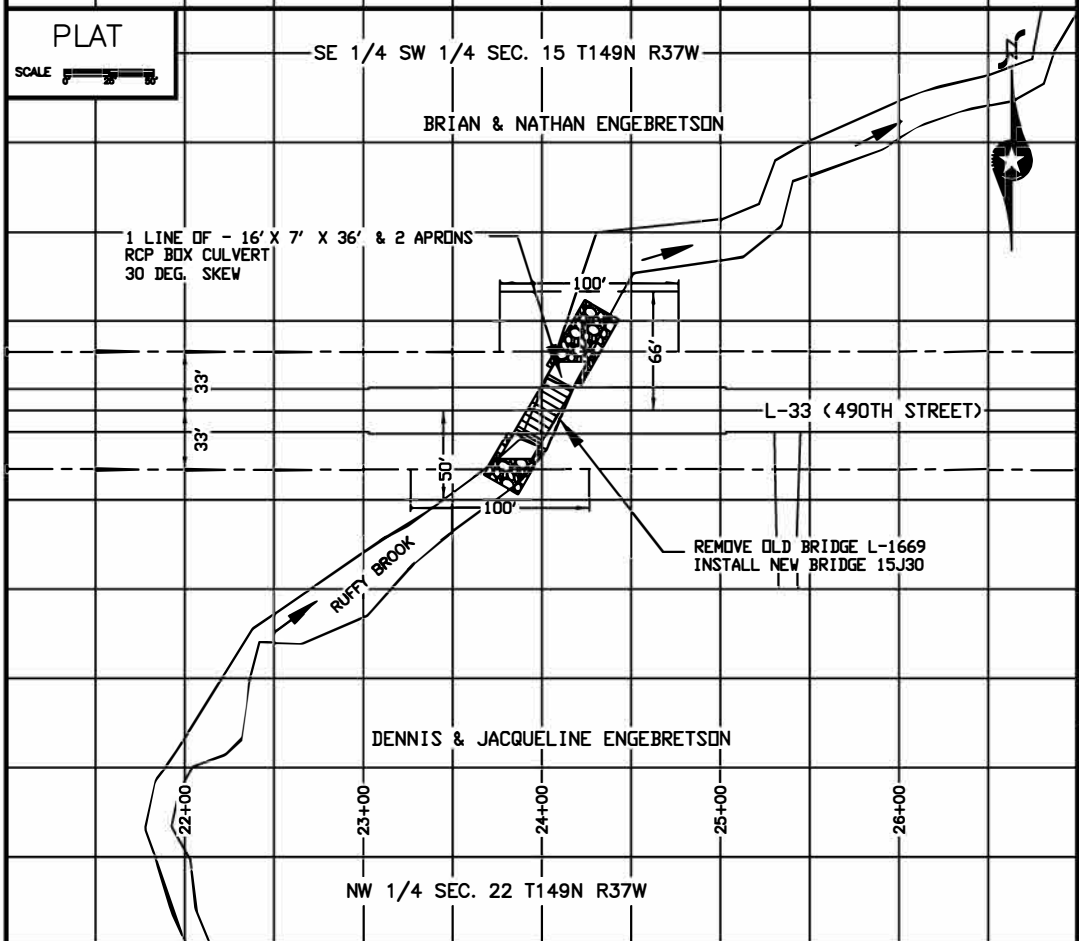 PLAT
SCALE 0' 25' 50'
SE 1/4 SW 1/4 SEC. 15 T149N R37W
N
BRIAN & NATHAN ENGEBRETSON
1 LINE OF - 16' X 7' X 36' & 2 APRONS
RCP BOX CULVERT
30 DEG. SKEW
100'
66'
33'
L-33 (490TH STREET)
33'
50'
100'
REMOVE OLD BRIDGE L-1669
INSTALL NEW BRIDGE 15J30
RUFFY BROOK
DENNIS & JACQUELINE ENGEBRETSON
22+00
23+00
24+00
25+00
26+00
NW 1/4 SEC. 22 T149N R37W